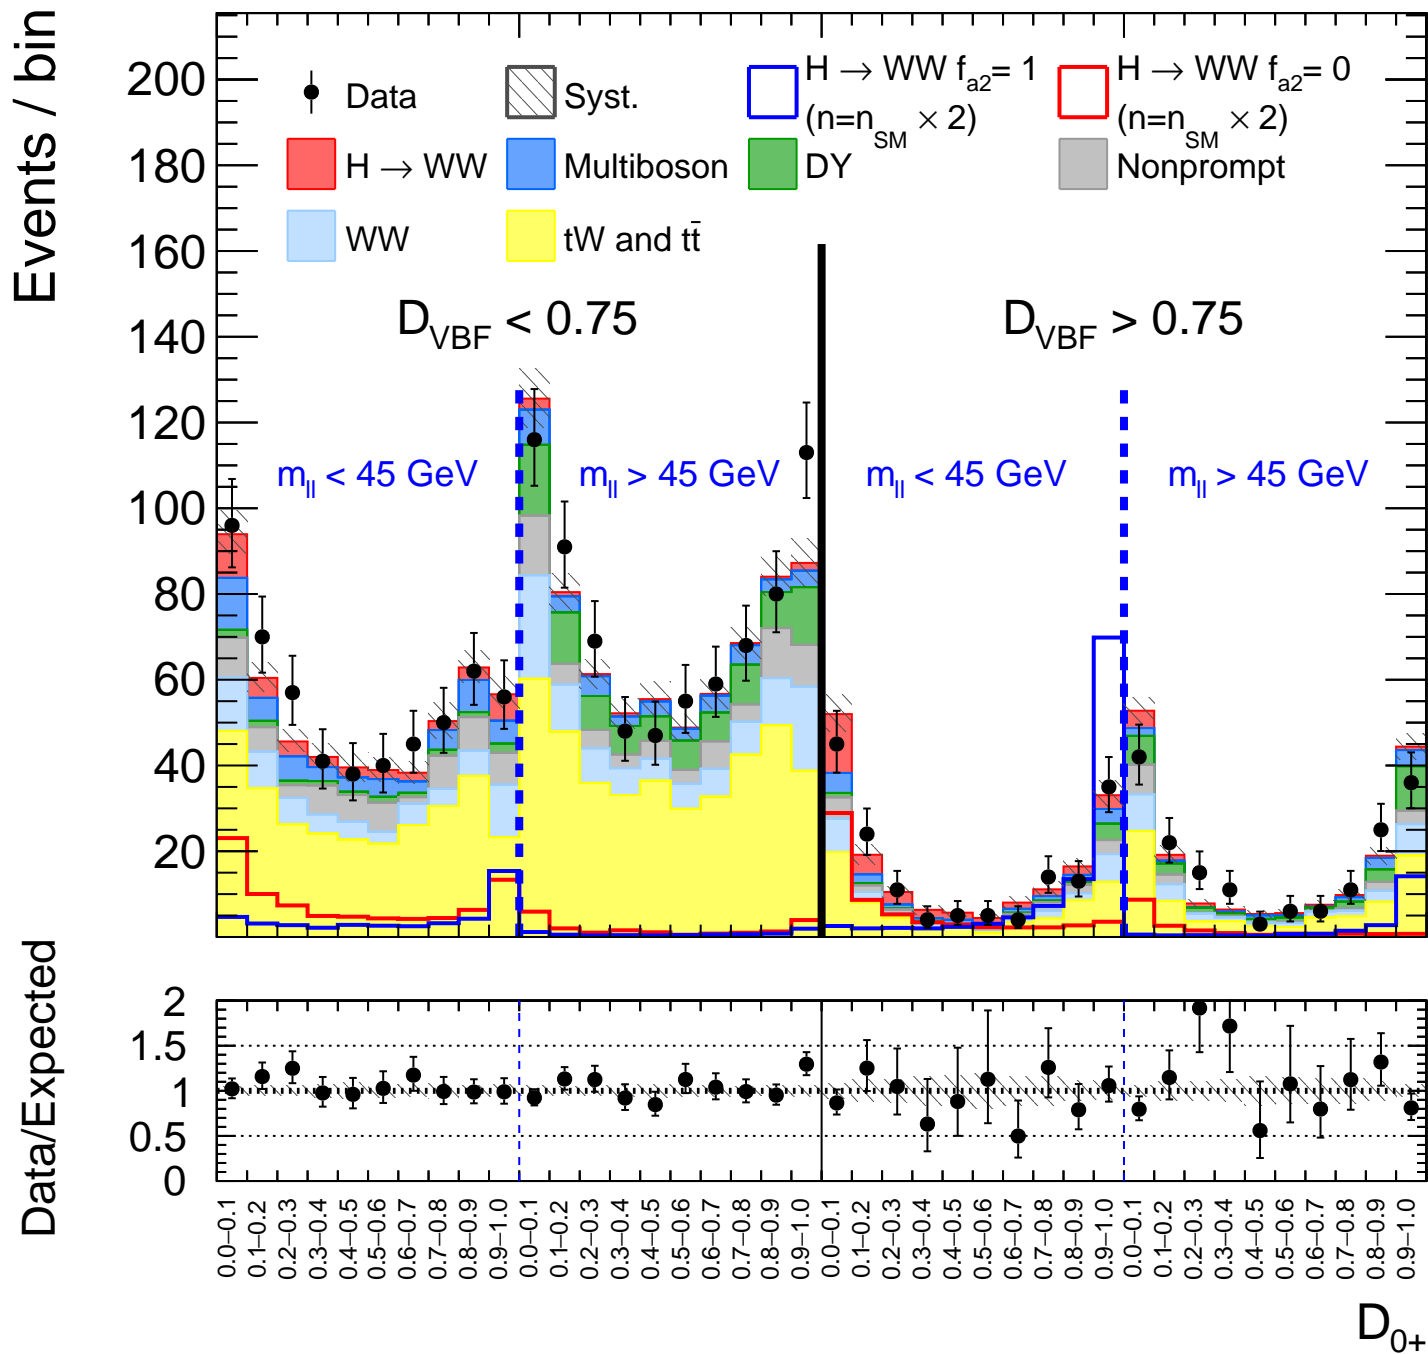 Events / bin
200
180
160
140
120
100
80
60
40
20
Data
Syst.
H → WW f_a2 = 1
(n=n_SM × 2)
H → WW f_a2 = 0
(n=n_SM × 2)
H → WW
Multiboson
DY
Nonprompt
WW
tW and tt̄
D_VBF < 0.75
D_VBF > 0.75
m_ll < 45 GeV
m_ll > 45 GeV
m_ll < 45 GeV
m_ll > 45 GeV
Data/Expected
2
1.5
1
0.5
0
0.0–0.1
0.1–0.2
0.2–0.3
0.3–0.4
0.4–0.5
0.5–0.6
0.6–0.7
0.7–0.8
0.8–0.9
0.9–1.0
0.0–0.1
0.1–0.2
0.2–0.3
0.3–0.4
0.4–0.5
0.5–0.6
0.6–0.7
0.7–0.8
0.8–0.9
0.9–1.0
0.0–0.1
0.1–0.2
0.2–0.3
0.3–0.4
0.4–0.5
0.5–0.6
0.6–0.7
0.7–0.8
0.8–0.9
0.9–1.0
0.0–0.1
0.1–0.2
0.2–0.3
0.3–0.4
0.4–0.5
0.5–0.6
0.6–0.7
0.7–0.8
0.8–0.9
0.9–1.0
D_0+